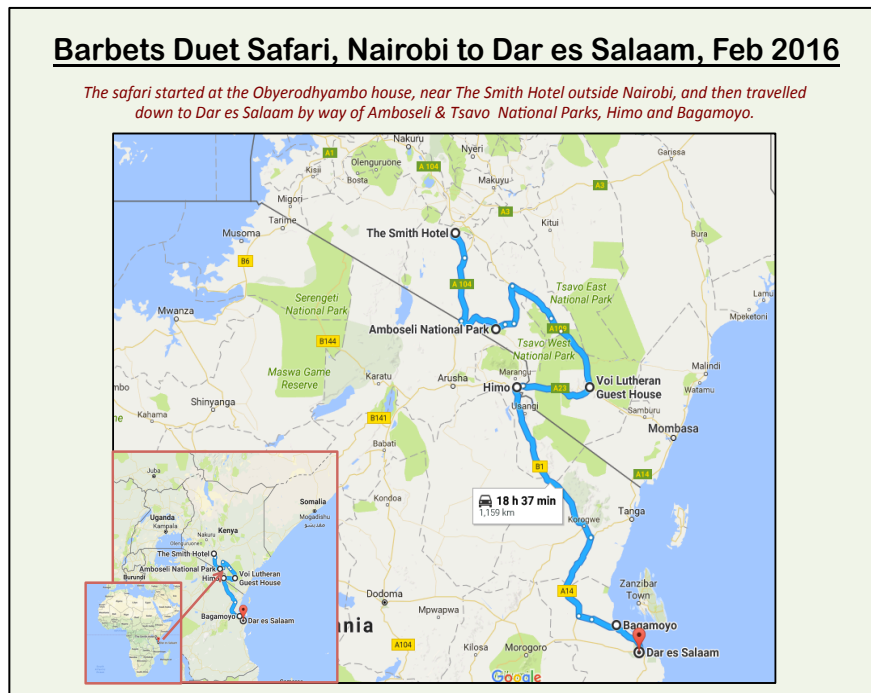 Barbets Duet Safari, Nairobi to Dar es Salaam, Feb 2016
The safari started at the Obyerodhyambo house, near The Smith Hotel outside Nairobi, and then travelled
down to Dar es Salaam by way of Amboseli & Tsavo National Parks, Himo and Bagamoyo.
Nakuru
Nyeri
Garissa
A1
Kisii
Olenguruone
Bosta
A 104
Makuyu
A3
Migori
Tarime
A3
Kitui
Musoma
The Smith Hotel
Bura
B6
A 104
Tsavo East
National Park
Lamu
Mwanza
Serengeti
National Park
Mpeketoni
Amboseli National Park
A109
B144
Tsavo West
National Park
Maswa Game
Reserve
Karatu
Arusha
Marangu
Malindi
Himo
A23
Voi Lutheran
Guest House
Watamu
Shinyanga
Usangi
Samburu
Kahama
B141
Mombasa
Babati
B1
A14
18 h 37 min
1,159 km
Kondoa
Tanga
Korogwe
Zanzibar
Town
Dodoma
A14
Mpwapwa
Bagamoyo
nia
Dar es Salaam
A104
Kilosa
Morogoro
Google
Juba
Somalia
Mogadishu
Uganda
Kampala
Kenya
Nakuru
Olenguruone
The Smith Hotel
Amboseli National Park
Burundi
Himo
Voi Lutheran
Guest House
Bagamoyo
Dar es Salaam